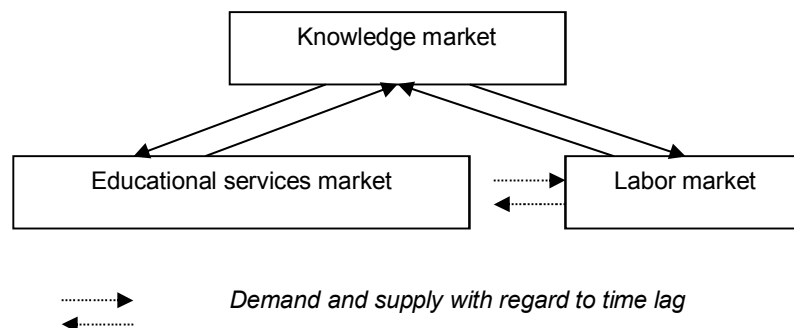 Knowledge market
Educational services market
Labor market
Demand and supply with regard to time lag